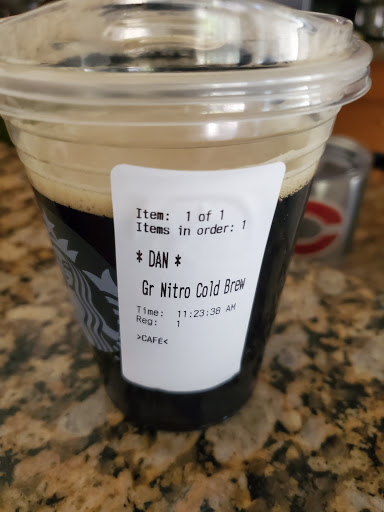 Item: 1 of 1
Items in order: 1
* DAN *
Gr Nitro Cold Brew
Time: 11:23:38 AM
Reg: 1
>CAFE<